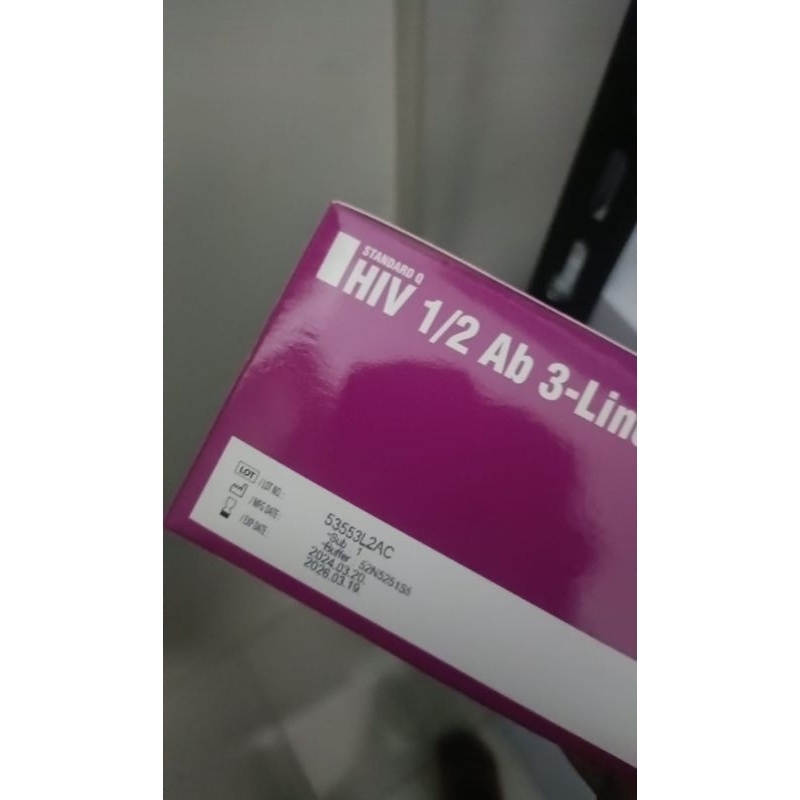 STANDARD Q
HIV 1/2 Ab 3-Line
LOT / LOT NO.: 53553L2AC
-Sub : 1
-Buffer : 52N5251S5
/ MFG DATE: 2024.03.20.
/ EXP DATE: 2026.03.19.